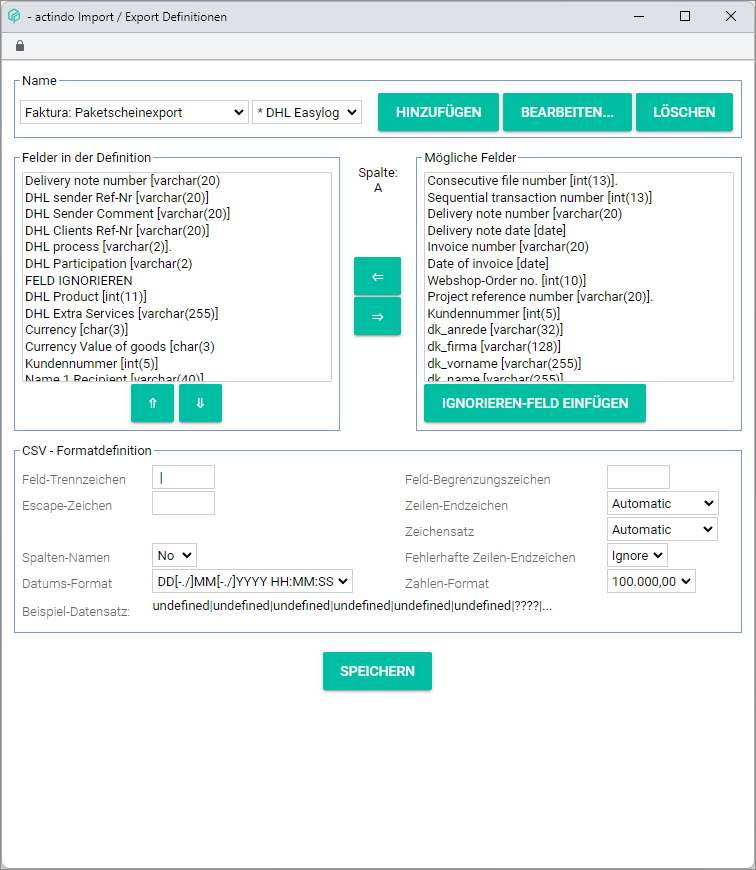 - actindo Import / Export Definitionen
Name
Faktura: Paketscheinexport
* DHL Easylog
HINZUFÜGEN
BEARBEITEN...
LÖSCHEN
Felder in der Definition
Delivery note number [varchar(20)
DHL sender Ref-Nr [varchar(20)]
DHL Sender Comment [varchar(20)]
DHL Clients Ref-Nr [varchar(20)]
DHL process [varchar(2)].
DHL Participation [varchar(2)
FELD IGNORIEREN
DHL Product [int(11)]
DHL Extra Services [varchar(255)]
Currency [char(3)]
Currency Value of goods [char(3)
Kundennummer [int(5)]
Name 1 Recipient [varchar(40)]
⇑
⇓
Spalte:
A
⇐
⇒
Mögliche Felder
Consecutive file number [int(13)].
Sequential transaction number [int(13)]
Delivery note number [varchar(20)
Delivery note date [date]
Invoice number [varchar(20)
Date of invoice [date]
Webshop-Order no. [int(10)]
Project reference number [varchar(20)].
Kundennummer [int(5)]
dk_anrede [varchar(32)]
dk_firma [varchar(128)]
dk_vorname [varchar(255)]
dk_name [varchar(255)]
IGNORIEREN-FELD EINFÜGEN
CSV - Formatdefinition
Feld-Trennzeichen |
Feld-Begrenzungszeichen
Escape-Zeichen
Zeilen-Endzeichen Automatic
Zeichensatz Automatic
Spalten-Namen No
Fehlerhafte Zeilen-Endzeichen Ignore
Datums-Format DD[-./]MM[-./]YYYY HH:MM:SS
Zahlen-Format 100.000,00
Beispiel-Datensatz: undefined|undefined|undefined|undefined|undefined|undefined|????|...
SPEICHERN